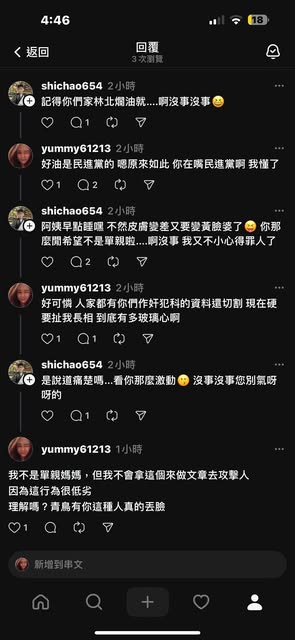 4:46
18
返回
回覆
3 次瀏覽
shichao654 2小時
記得你們家林北爛油就....啊沒事沒事😆
1
yummy61213 2小時
好油是民進黨的 嗯原來如此 你在嘴民進黨啊 我懂了
1 2
shichao654 2小時
阿姨早點睡嘿 不然皮膚變差又要變黃臉婆了😜 你那
麼閒希望不是單親啦....啊沒事 我又不小心得罪人了
2
yummy61213 2小時
好可憐 人家都有你們作奸犯科的資料還切割 現在硬
要扯我長相 到底有多玻璃心啊
1 1
shichao654 2小時
是說道痛楚嗎...看你那麼激動🤫 沒事沒事您別氣呀
呀的
1
yummy61213 1小時
我不是單親媽媽，但我不會拿這個來做文章去攻擊人
因為這行為很低劣
理解嗎？青鳥有你這種人真的丟臉
1
新增到串文